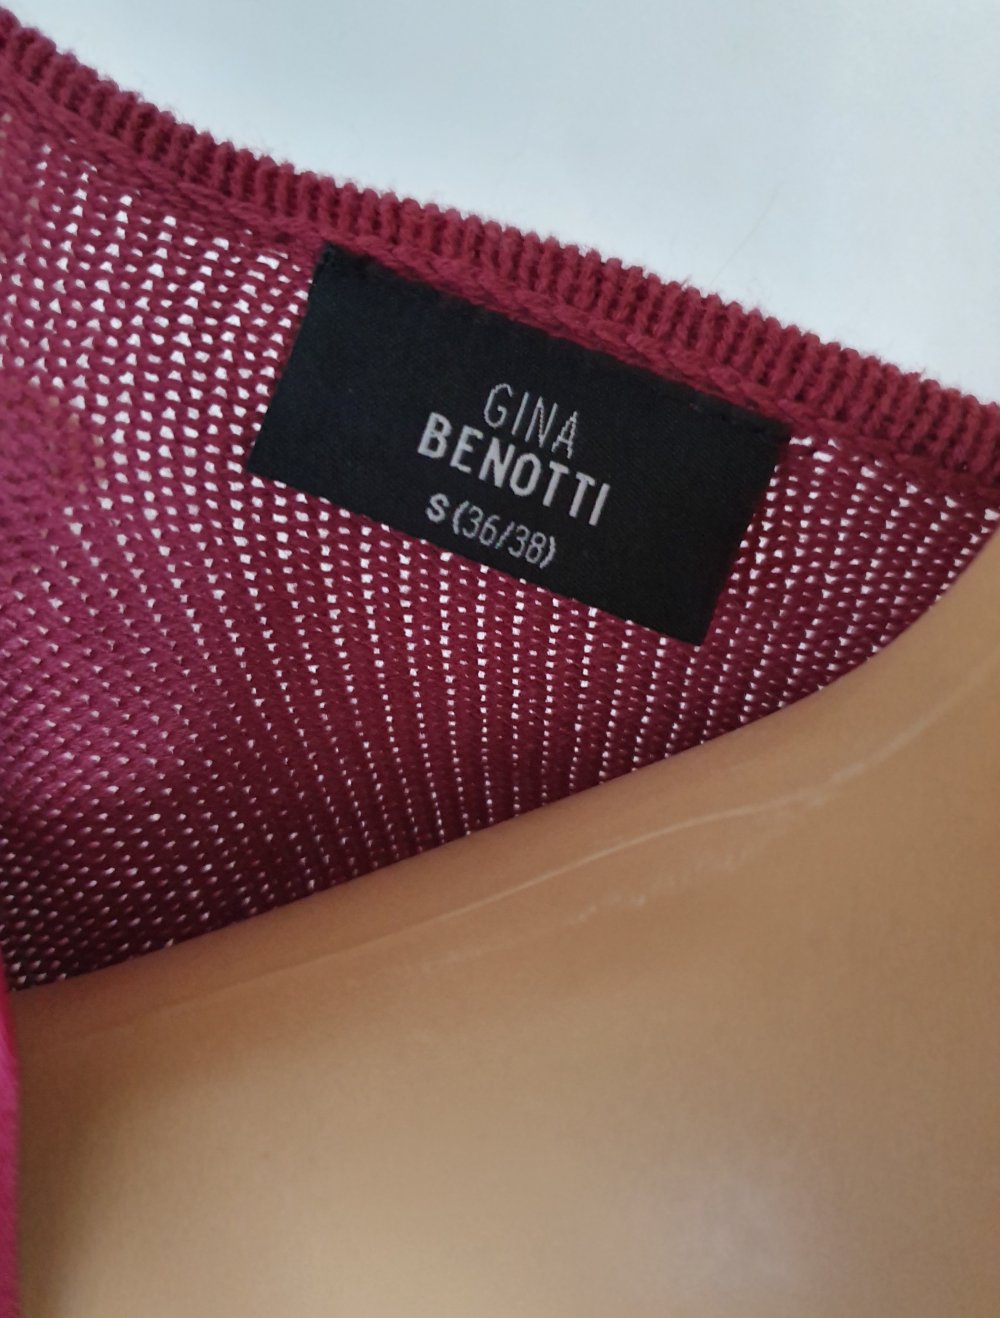 GINA
BENOTTI
S (36/38)